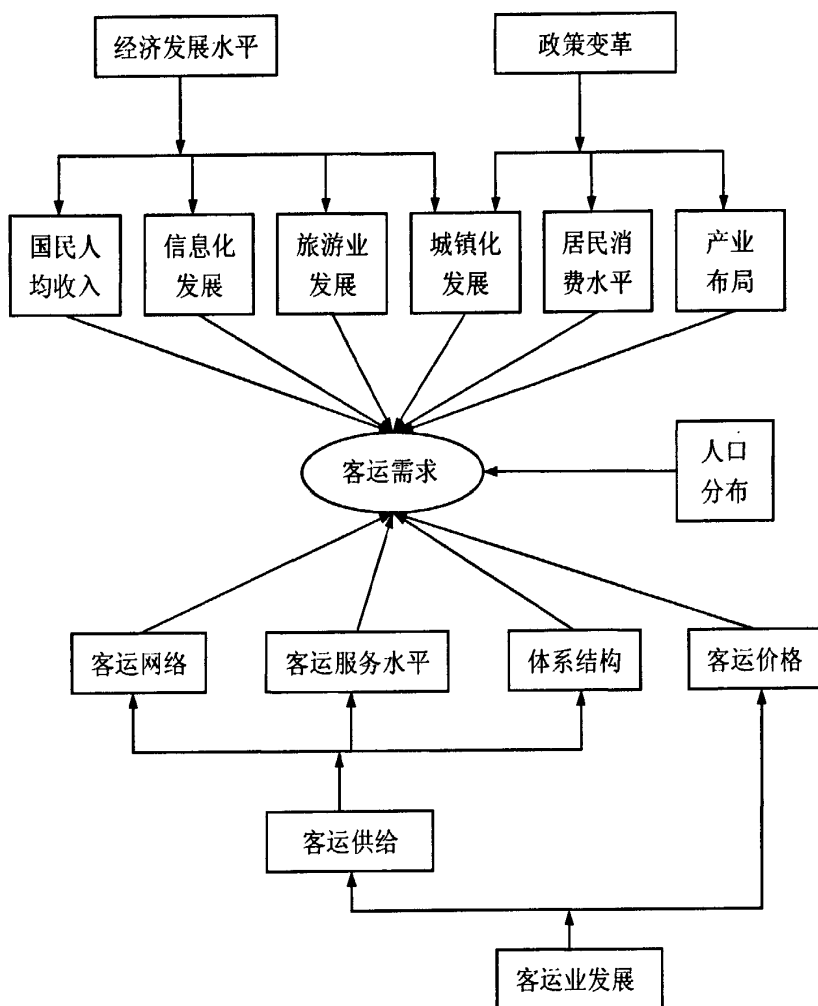 经济发展水平
政策变革
国民人
均收入
信息化
发展
旅游业
发展
城镇化
发展
居民消
费水平
产业
布局
客运需求
人口
分布
客运网络
客运服务水平
体系结构
客运价格
客运供给
客运业发展